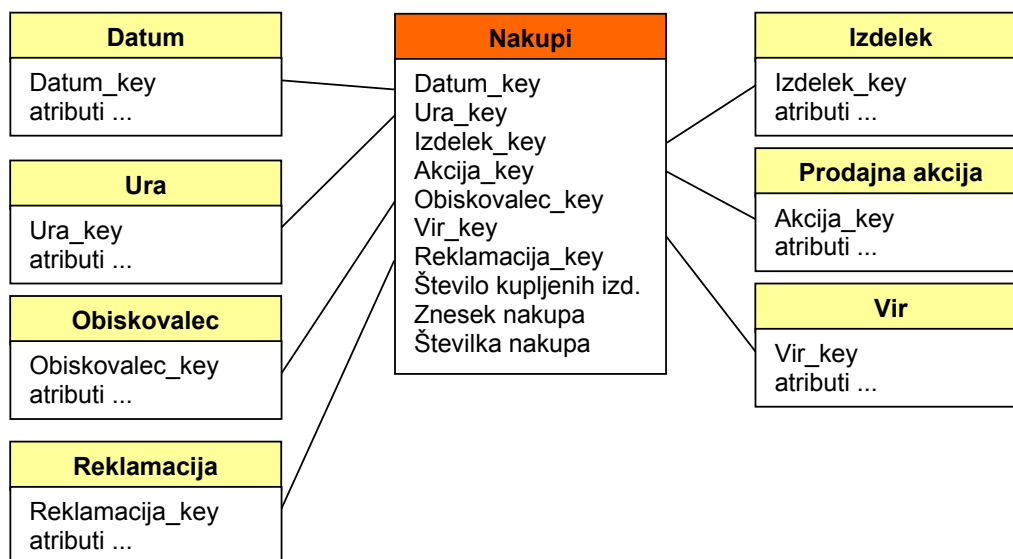 Datum
Datum_key
atributi ...
Ura
Ura_key
atributi ...
Obiskovalec
Obiskovalec_key
atributi ...
Reklamacija
Reklamacija_key
atributi ...
Nakupi
Datum_key
Ura_key
Izdelek_key
Akcija_key
Obiskovalec_key
Vir_key
Reklamacija_key
Število kupljenih izd.
Znesek nakupa
Številka nakupa
Izdelek
Izdelek_key
atributi ...
Prodajna akcija
Akcija_key
atributi ...
Vir
Vir_key
atributi ...